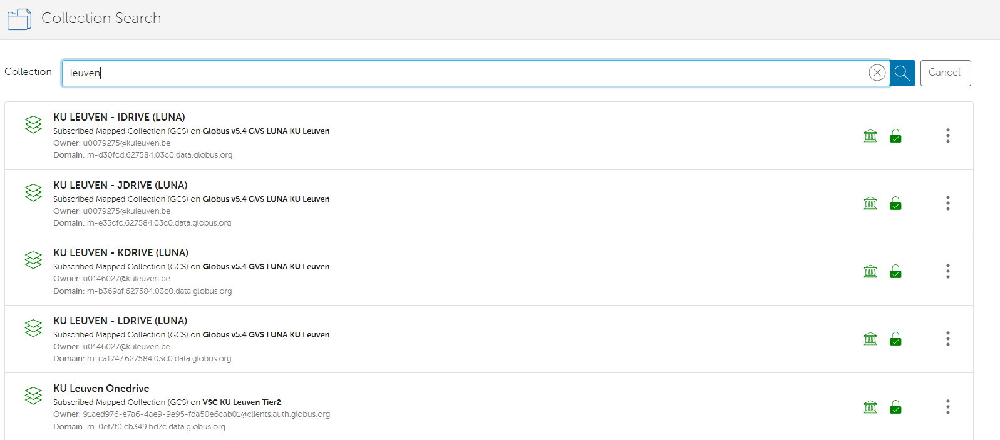 Collection Search
Collection
leuven
Cancel
KU LEUVEN - IDRIVE (LUNA)
Subscribed Mapped Collection (GCS) on Globus v5.4 GVS LUNA KU Leuven
Owner: u0079275@kuleuven.be
Domain: m-d30fcd.627584.03c0.data.globus.org
KU LEUVEN - JDRIVE (LUNA)
Subscribed Mapped Collection (GCS) on Globus v5.4 GVS LUNA KU Leuven
Owner: u0079275@kuleuven.be
Domain: m-e33cfc.627584.03c0.data.globus.org
KU LEUVEN - KDRIVE (LUNA)
Subscribed Mapped Collection (GCS) on Globus v5.4 GVS LUNA KU Leuven
Owner: u0146027@kuleuven.be
Domain: m-b369af.627584.03c0.data.globus.org
KU LEUVEN - LDRIVE (LUNA)
Subscribed Mapped Collection (GCS) on Globus v5.4 GVS LUNA KU Leuven
Owner: u0146027@kuleuven.be
Domain: m-ca1747.627584.03c0.data.globus.org
KU Leuven Onedrive
Subscribed Mapped Collection (GCS) on VSC KU Leuven Tier2
Owner: 91aed976-e7a6-4ae9-9e95-fda50e6cab01@clients.auth.globus.org
Domain: m-0ef7f0.cb349.bd7c.data.globus.org